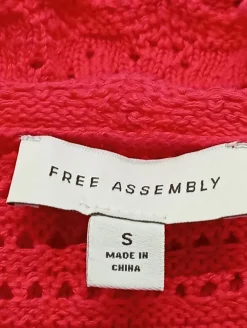 FREE ASSEMBLY
S
MADE IN
CHINA